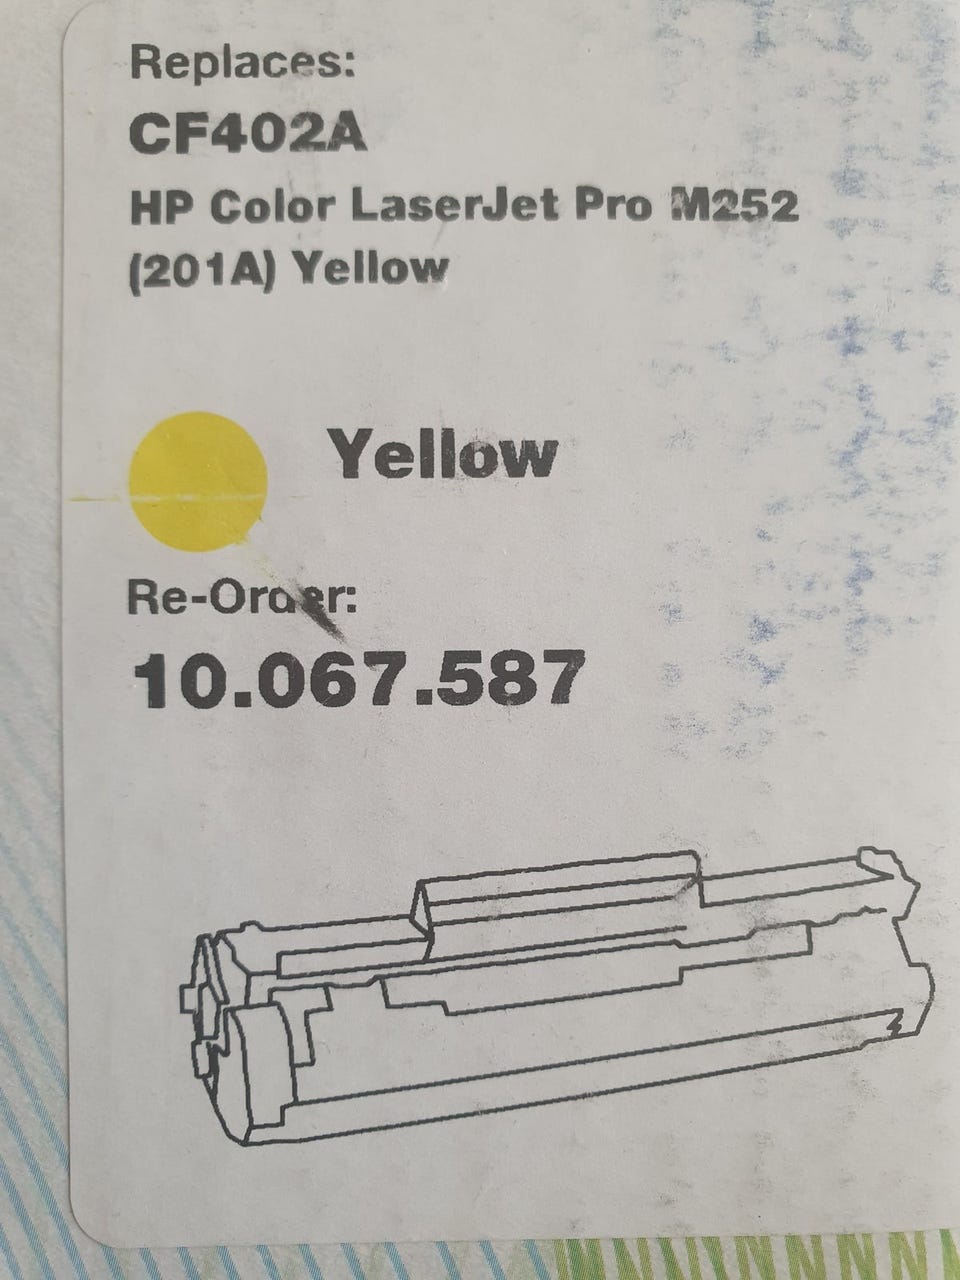 Replaces:
CF402A
HP Color LaserJet Pro M252
(201A) Yellow
Yellow
Re-Order:
10.067.587